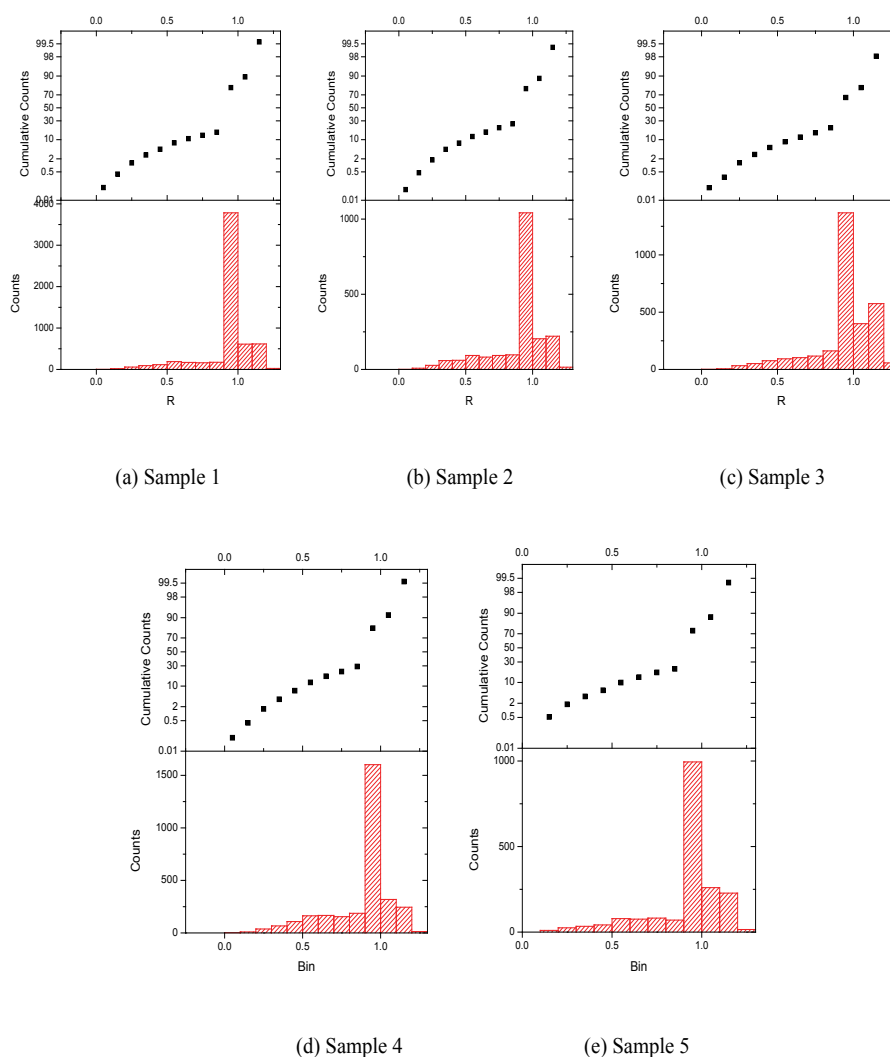 0.0 0.5 1.0
99.5
98
90
70
50
30
10
2
0.5
0.01
Cumulative Counts
4000
3000
2000
1000
0
Counts
0.0 0.5 1.0
R
(a) Sample 1
0.0 0.5 1.0
99.5
98
90
70
50
30
10
2
0.5
0.01
Cumulative Counts
1000
500
0
Counts
0.0 0.5 1.0
R
(b) Sample 2
0.0 0.5 1.0
99.5
98
90
70
50
30
10
2
0.5
0.01
Cumulative Counts
1000
500
0
Counts
0.0 0.5 1.0
R
(c) Sample 3
0.0 0.5 1.0
99.5
98
90
70
30
10
2
0.5
0.01
Cumulative Counts
1500
1000
500
0
Counts
0.5 1.0
0.0
Bin
(d) Sample 4
0.0 0.5 1.0
99.5
98
90
70
30
10
2
0.5
0.01
Cumulative Counts
1000
500
0
Counts
0.0 0.5 1.0
Bin
(e) Sample 5